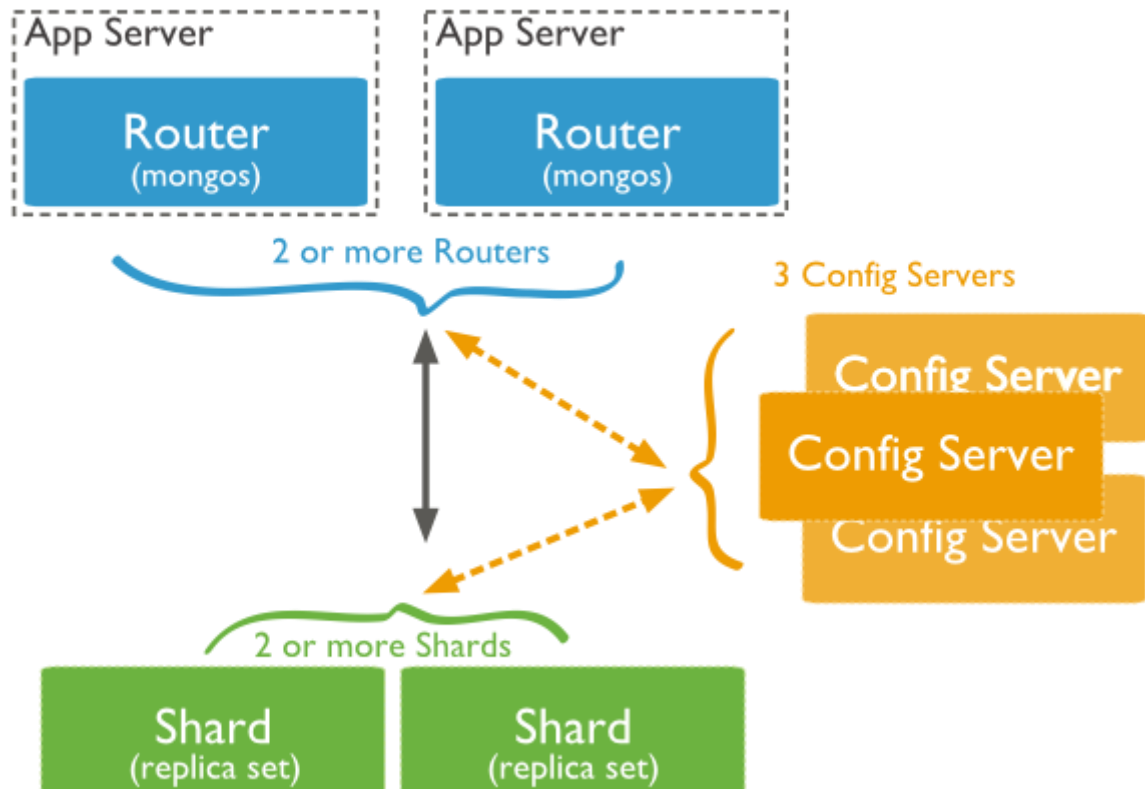 App Server
App Server
Router
(mongos)
Router
(mongos)
2 or more Routers
3 Config Servers
Config Server
Config Server
Config Server
2 or more Shards
Shard
(replica set)
Shard
(replica set)